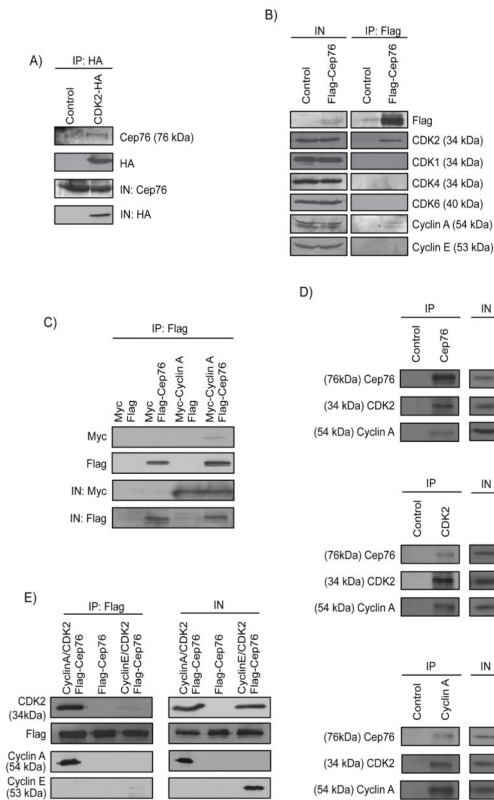 A)
IP: HA
Control
CDK2-HA
Cep76 (76 kDa)
HA
IN: Cep76
IN: HA
B)
IN
IP: Flag
Control
Flag-Cep76
Control
Flag-Cep76
Flag
CDK2 (34 kDa)
CDK1 (34 kDa)
CDK4 (34 kDa)
CDK6 (40 kDa)
Cyclin A (54 kDa)
Cyclin E (53 kDa)
C)
IP: Flag
Myc
Flag
Myc
Flag-Cep76
Myc-Cyclin A
Flag
Myc-Cyclin A
Flag-Cep76
Myc
Flag
IN: Myc
IN: Flag
D)
IP
IN
Control
Cep76
(76kDa) Cep76
(34 kDa) CDK2
(54 kDa) Cyclin A
IP
IN
Control
CDK2
(76kDa) Cep76
(34 kDa) CDK2
(54 kDa) Cyclin A
IP
IN
Control
Cyclin A
(76kDa) Cep76
(34 kDa) CDK2
(54 kDa) Cyclin A
E)
IP: Flag
IN
CyclinA/CDK2
Flag-Cep76
Flag-Cep76
CyclinE/CDK2
Flag-Cep76
CyclinA/CDK2
Flag-Cep76
Flag-Cep76
CyclinE/CDK2
Flag-Cep76
CDK2
(34kDa)
Flag
Cyclin A
(54 kDa)
Cyclin E
(53 kDa)